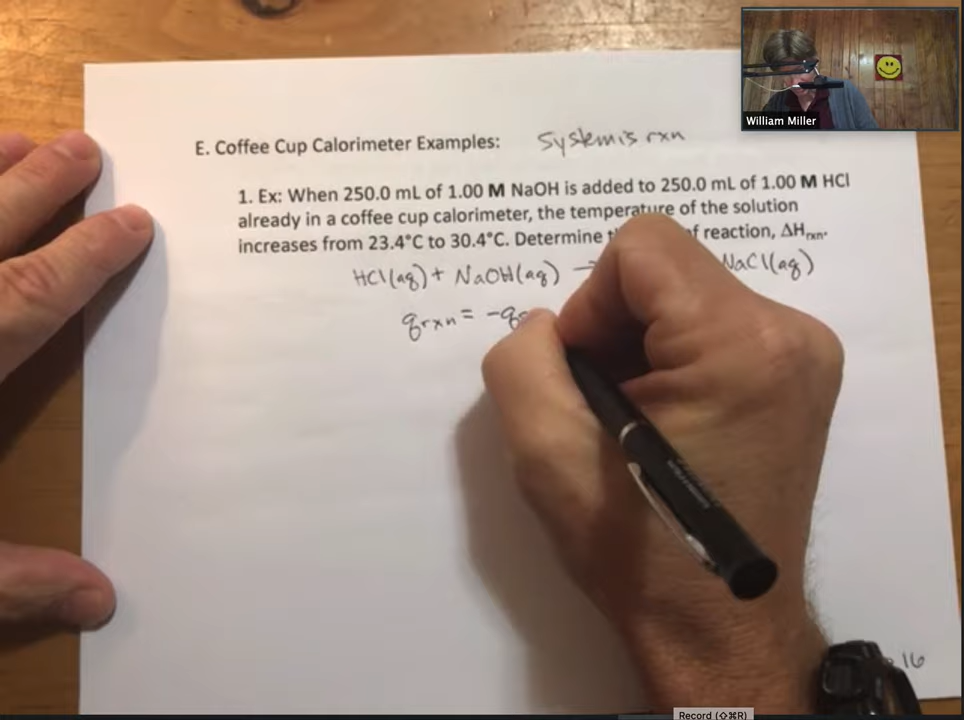 William Miller
E. Coffee Cup Calorimeter Examples: System is rxn
1. Ex: When 250.0 mL of 1.00 M NaOH is added to 250.0 mL of 1.00 M HCl
already in a coffee cup calorimeter, the temperature of the solution
increases from 23.4°C to 30.4°C. Determine of reaction, ΔHrxn.
HCl(aq) + NaOH(aq) → NaCl(aq)
qrxn = -q
16
Record (⇧⌘R)